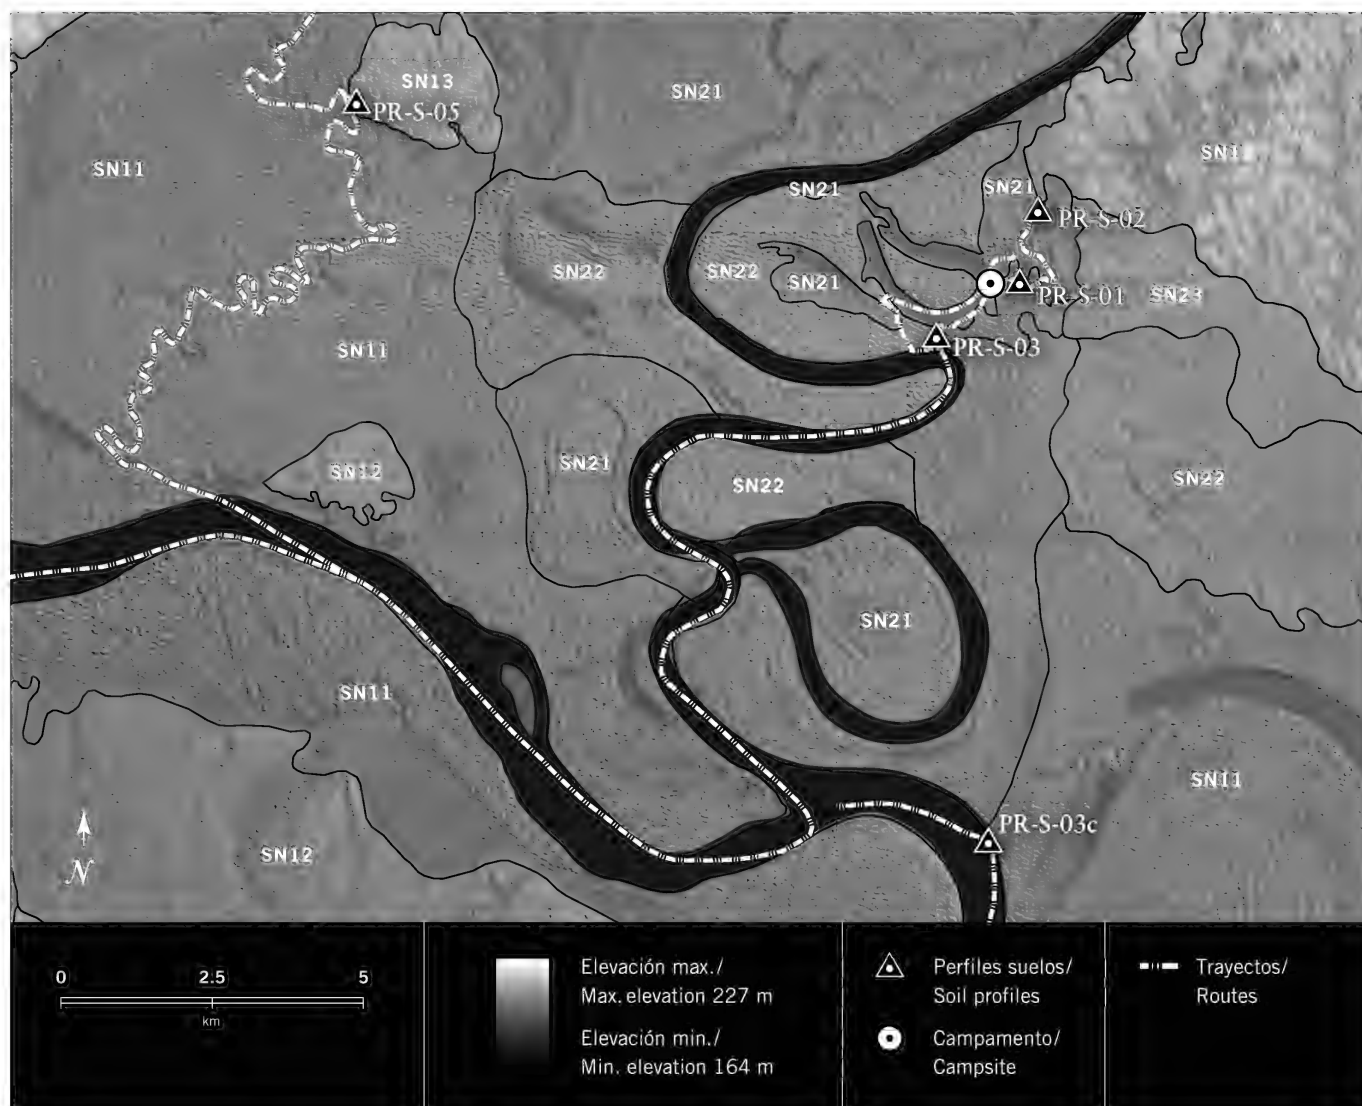 SN13
PR-S-05
SN21
SN11
SN11
SN21
SN21
PR-S-02
SN22
SN22
SN21
PR-S-01
SN23
SN11
PR-S-03
SN12
SN21
SN22
SN22
SN21
SN11
SN11
PR-S-03c
SN12
N
0 2.5 5
km
Elevación max./
Max. elevation 227 m
Elevación min./
Min. elevation 164 m
Perfiles suelos/
Soil profiles
Campamento/
Campsite
Trayectos/
Routes